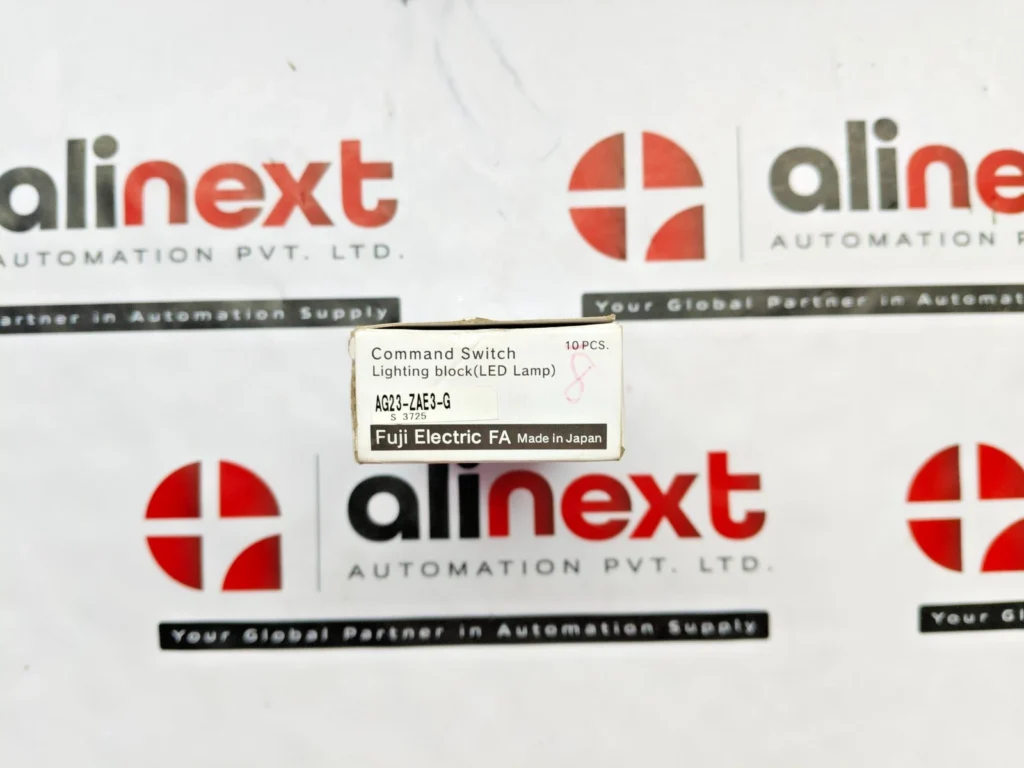 alinext
AUTOMATION PVT. LTD.
artner in Automation Supply
aline
AUTOMATION P
Your Global Partner in Automat
Command Switch
10 PCS.
Lighting block(LED Lamp)
8
AG23-ZAE3-G
S 3725
Fuji Electric FA Made in Japan
alinext
AUTOMATION PVT. LTD.
Your Global Partner in Automation Supply
Your Gl